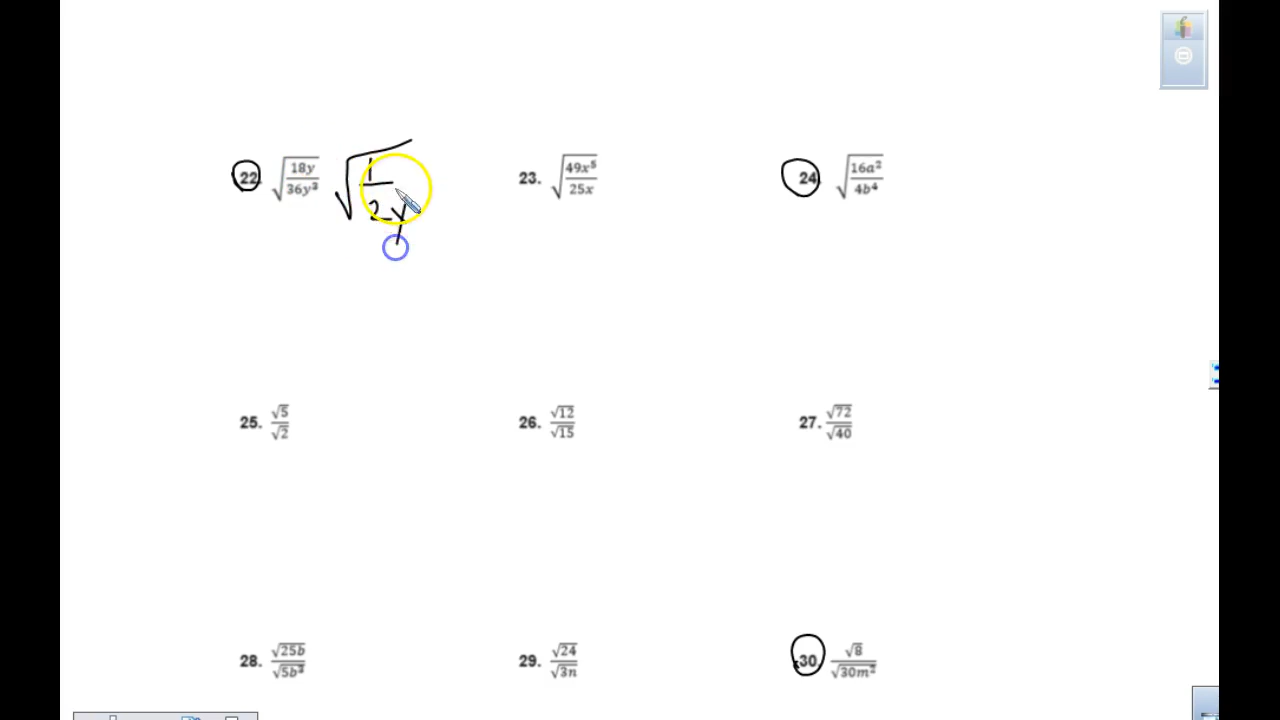 22. √(18y/36y³) √(1/2y) 23. √(49x⁵/25x) 24. √(16a²/4b⁴)
25. √5/√2 26. √12/√15 27. √72/√40
28. √25b/√5b³ 29. √24/√3n 30. √8/√30m²